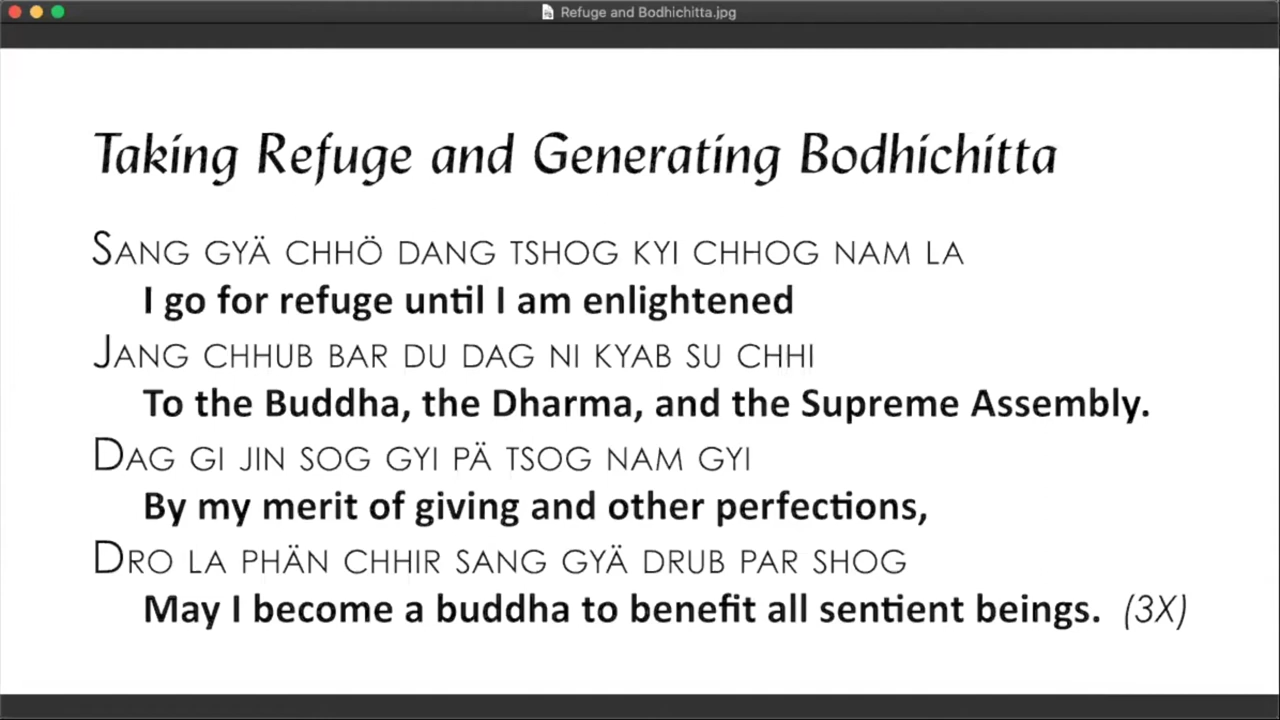 Refuge and Bodhichitta.jpg
Taking Refuge and Generating Bodhichitta
SANG GYÄ CHHÖ DANG TSHOG KYI CHHOG NAM LA
I go for refuge until I am enlightened
JANG CHHUB BAR DU DAG NI KYAB SU CHHI
To the Buddha, the Dharma, and the Supreme Assembly.
DAG GI JIN SOG GYI PÄ TSOG NAM GYI
By my merit of giving and other perfections,
DRO LA PHÄN CHHIR SANG GYÄ DRUB PAR SHOG
May I become a buddha to benefit all sentient beings. (3X)